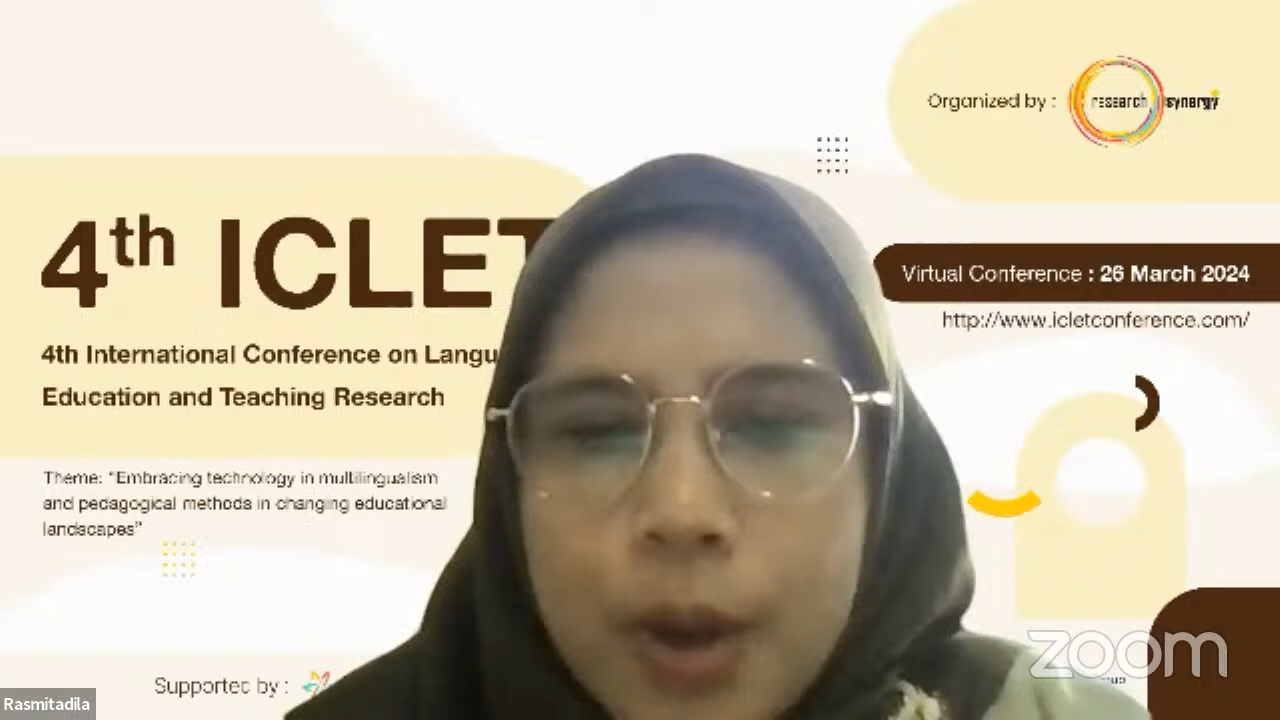 Organized by :
research synergy
4th ICLET
Virtual Conference : 26 March 2024
http://www.icletconference.com/
4th International Conference on Langu
Education and Teaching Research
Theme: "Embracing technology in multilingualism
and pedagogical methods in changing educational
landscapes"
Supported by :
zoom
Rasmitadila